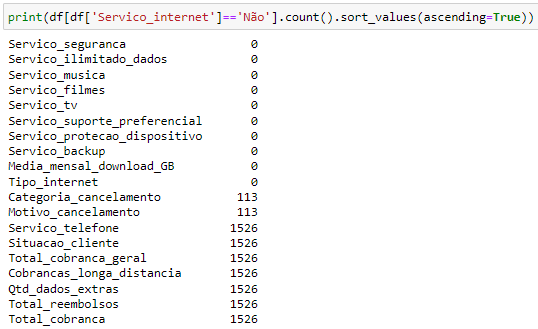 print(df[df['Servico_internet']=='Não'].count().sort_values(ascending=True))
Servico_seguranca 0
Servico_ilimitado_dados 0
Servico_musica 0
Servico_filmes 0
Servico_tv 0
Servico_suporte_preferencial 0
Servico_protecao_dispositivo 0
Servico_backup 0
Media_mensal_download_GB 0
Tipo_internet 0
Categoria_cancelamento 113
Motivo_cancelamento 113
Servico_telefone 1526
Situacao_cliente 1526
Total_cobranca_geral 1526
Cobrancas_longa_distancia 1526
Qtd_dados_extras 1526
Total_reembolsos 1526
Total_cobranca 1526